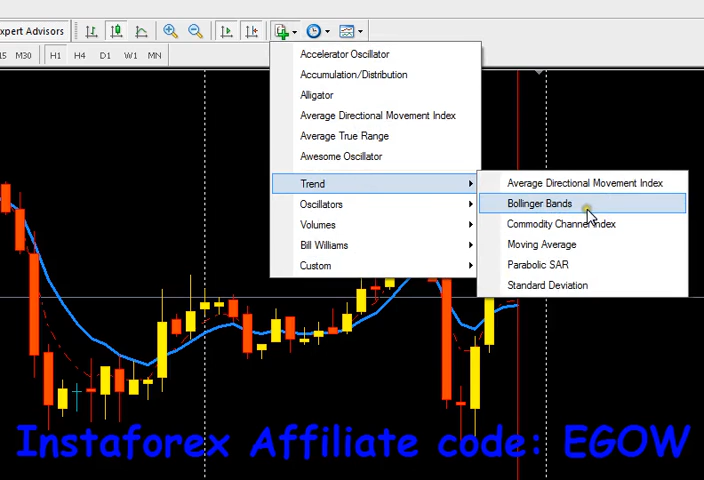 xpert Advisors
15 M30 H1 H4 D1 W1 MN
Accelerator Oscillator
Accumulation/Distribution
Alligator
Average Directional Movement Index
Average True Range
Awesome Oscillator
Trend
Oscillators
Volumes
Bill Williams
Custom
Average Directional Movement Index
Bollinger Bands
Commodity Channel Index
Moving Average
Parabolic SAR
Standard Deviation
Instaforex Affiliate code: EGOW